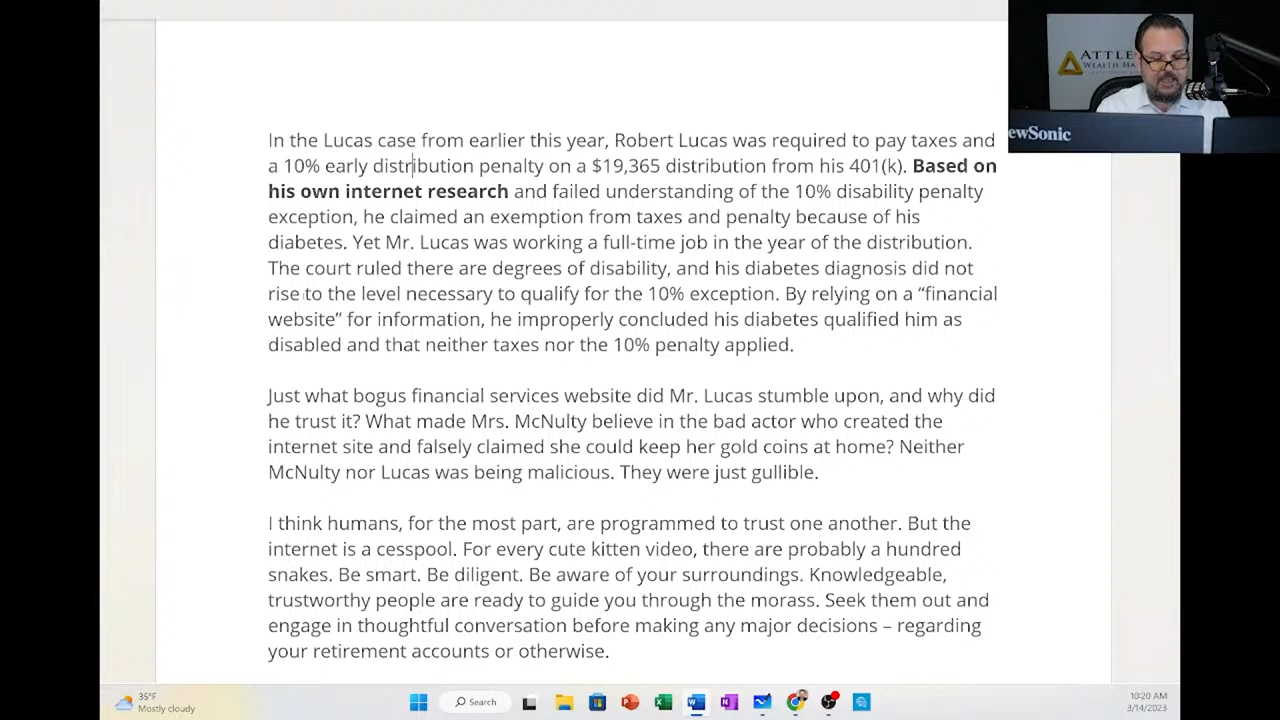 ATTLE
WEALTH MA
ewSonic
In the Lucas case from earlier this year, Robert Lucas was required to pay taxes and
a 10% early distribution penalty on a $19,365 distribution from his 401(k). Based on
his own internet research and failed understanding of the 10% disability penalty
exception, he claimed an exemption from taxes and penalty because of his
diabetes. Yet Mr. Lucas was working a full-time job in the year of the distribution.
The court ruled there are degrees of disability, and his diabetes diagnosis did not
rise to the level necessary to qualify for the 10% exception. By relying on a “financial
website” for information, he improperly concluded his diabetes qualified him as
disabled and that neither taxes nor the 10% penalty applied.
Just what bogus financial services website did Mr. Lucas stumble upon, and why did
he trust it? What made Mrs. McNulty believe in the bad actor who created the
internet site and falsely claimed she could keep her gold coins at home? Neither
McNulty nor Lucas was being malicious. They were just gullible.
I think humans, for the most part, are programmed to trust one another. But the
internet is a cesspool. For every cute kitten video, there are probably a hundred
snakes. Be smart. Be diligent. Be aware of your surroundings. Knowledgeable,
trustworthy people are ready to guide you through the morass. Seek them out and
engage in thoughtful conversation before making any major decisions – regarding
your retirement accounts or otherwise.
35°F
Mostly cloudy
Search
10:20 AM
3/14/2023